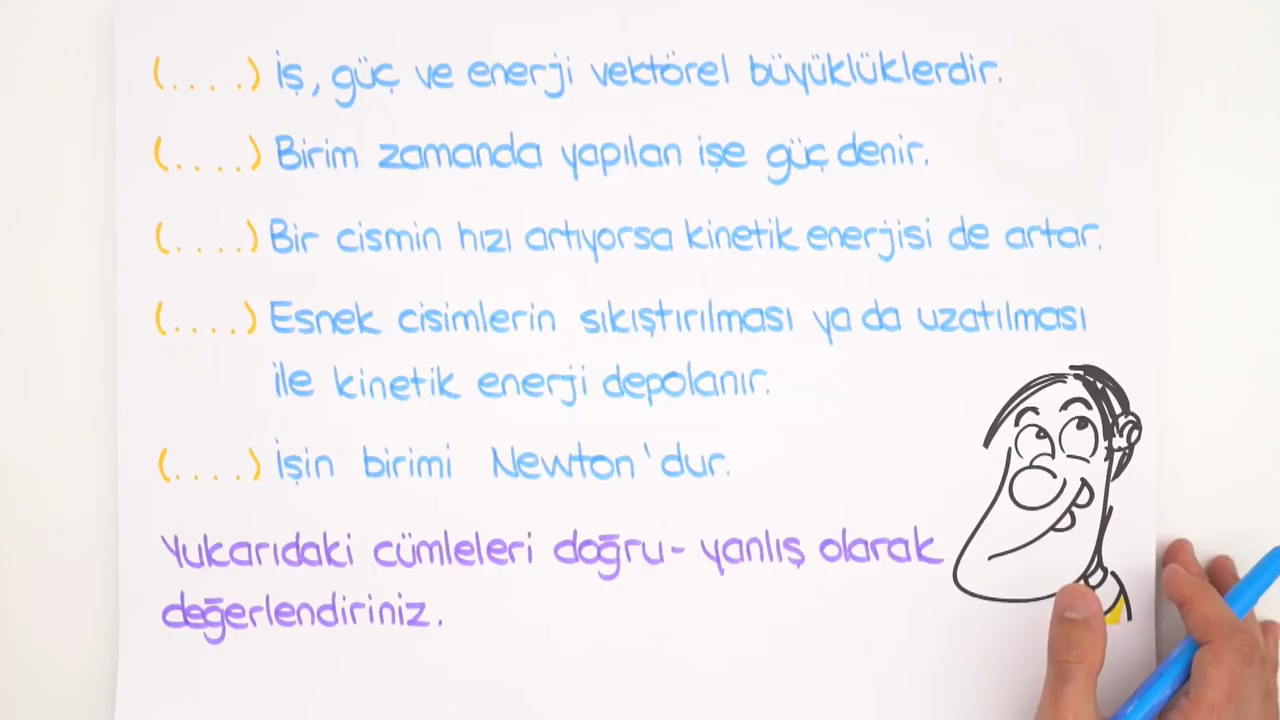 (....) İş, güç ve enerji vektörel büyüklüklerdir.
(....) Birim zamanda yapılan işe güç denir.
(....) Bir cismin hızı artıyorsa kinetik enerjisi de artar.
(....) Esnek cisimlerin sıkıştırılması ya da uzatılması
ile kinetik enerji depolanır.
(....) İşin birimi Newton'dur.
Yukarıdaki cümleleri doğru-yanlış olarak
değerlendiriniz.